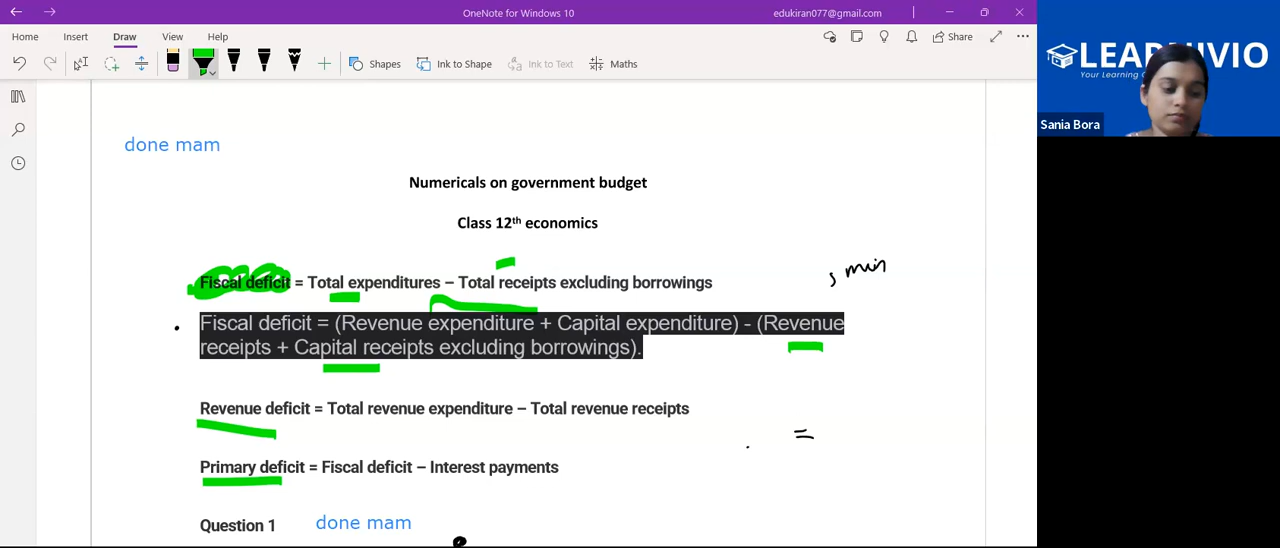 OneNote for Windows 10
edukiran077@gmail.com
Home Insert Draw View Help
Share
Shapes Ink to Shape Ink to Text Maths
LEARNIVIO
Your Learning
Sania Bora
done mam
Numericals on government budget
Class 12th economics
Fiscal deficit = Total expenditures – Total receipts excluding borrowings
5 min
Fiscal deficit = (Revenue expenditure + Capital expenditure) - (Revenue
receipts + Capital receipts excluding borrowings).
Revenue deficit = Total revenue expenditure – Total revenue receipts
=
Primary deficit = Fiscal deficit – Interest payments
Question 1 done mam